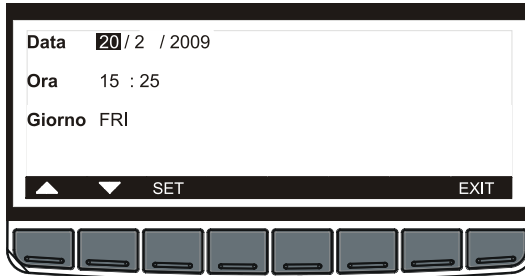 Data 20 / 2 / 2009
Ora 15 : 25
Giorno FRI
SET EXIT